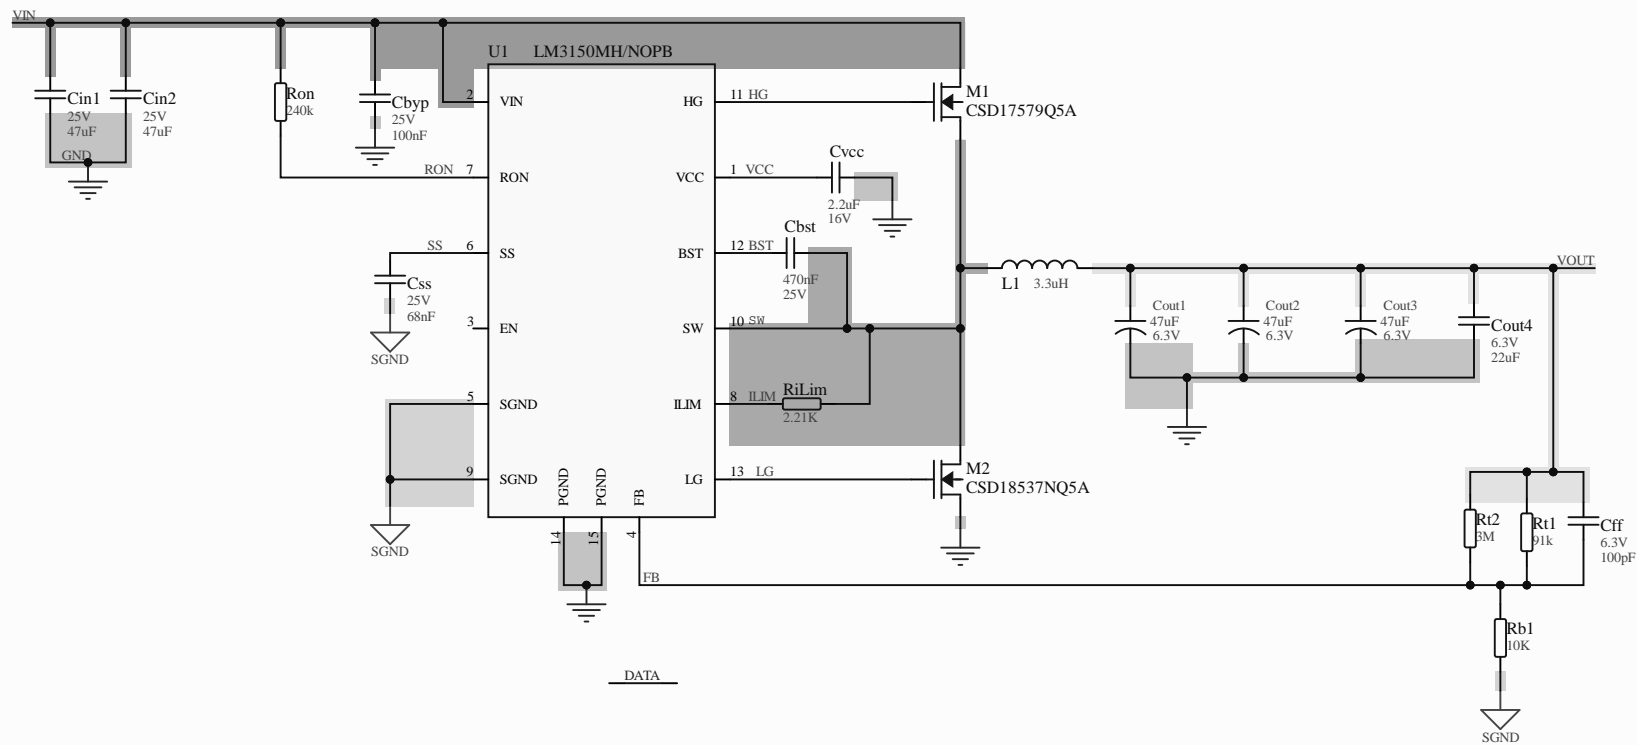 VIN
U1 LM3150MH/NOPB
Cin1
25V
47uF
GND
Cin2
25V
47uF
Ron
240k
Cbyp
25V
100nF
2 VIN
HG 11 HG
M1
CSD17579Q5A
RON 7 RON
VCC 1 VCC
Cvcc
2.2uF
16V
SS 6 SS
BST 12 BST
Cbst
470nF
25V
Css
25V
68nF
SGND
3 EN
SW 10 SW
L1 3.3uH
VOUT
Cout1
47uF
6.3V
Cout2
47uF
6.3V
Cout3
47uF
6.3V
Cout4
6.3V
22uF
5 SGND
ILIM 8 ILIM
RiLim
2.21K
9 SGND
LG 13 LG
M2
CSD18537NQ5A
SGND
PGND
PGND
FB
14
15
4
FB
Rt2
3M
Rt1
91k
Cff
6.3V
100pF
Rb1
10K
SGND
DATA